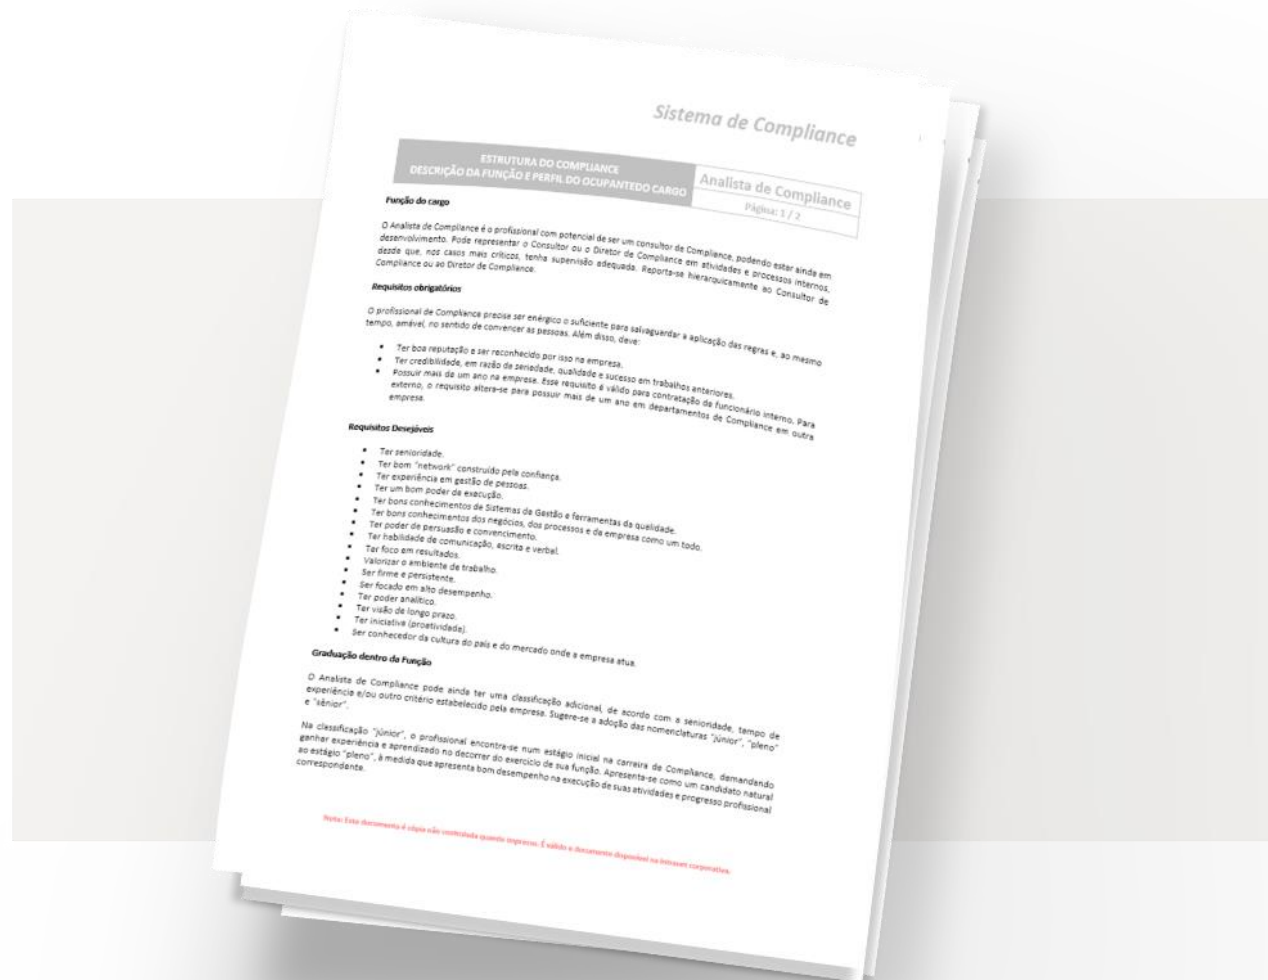 Sistema de Compliance
ESTRUTURA DO COMPLIANCE
DESCRIÇÃO DA FUNÇÃO E PERFIL DO OCUPANTEDO CARGO
Analista de Compliance
Página: 1 / 2
Função do cargo
O Analista de Compliance é o profissional com potencial de ser um consultor de Compliance, podendo estar ainda em
desenvolvimento. Pode representar o Consultor ou o Diretor de Compliance em atividades e processos internos,
desde que, nos casos mais críticos, tenha supervisão adequada. Reporta-se hierarquicamente ao Consultor de
Compliance ou ao Diretor de Compliance.
Requisitos obrigatórios
O profissional de Compliance precisa ser enérgico o suficiente para salvaguardar a aplicação das regras e, ao mesmo
tempo, amável, no sentido de convencer as pessoas. Além disso, deve:
• Ter boa reputação e ser reconhecido por isso na empresa.
• Ter credibilidade, em razão da seriedade, qualidade e sucesso em trabalhos anteriores.
• Possuir mais de um ano na empresa. Esse requisito é válido para contratação de funcionário interno. Para
externo, o requisito altera-se para possuir mais de um ano em departamentos de Compliance em outra
empresa.
Requisitos Desejáveis
• Ter senioridade.
• Ter bom "network" construído pela confiança.
• Ter experiência em gestão de pessoas.
• Ter um bom poder de execução.
• Ter bons conhecimentos de Sistemas de Gestão e ferramentas da qualidade.
• Ter bons conhecimentos dos negócios, dos processos e da empresa como um todo.
• Ter poder de persuasão e convencimento.
• Ter habilidade de comunicação, escrita e verbal.
• Ter foco em resultados.
• Valorizar o ambiente de trabalho.
• Ser firme e persistente.
• Ser focado em alto desempenho.
• Ter poder analítico.
• Ter visão de longo prazo.
• Ter iniciativa (proatividade).
• Ser conhecedor da cultura do país e do mercado onde a empresa atua.
Graduação dentro da Função
O Analista de Compliance pode ainda ter uma classificação adicional, de acordo com a senioridade, tempo de
experiência e/ou outro critério estabelecido pela empresa. Sugere-se a adoção das nomenclaturas "júnior", "pleno"
e "sênior".
Na classificação "júnior", o profissional encontra-se num estágio inicial na carreira de Compliance, demandando
ganhar experiência e aprendizado no decorrer do exercício de sua função. Apresenta-se como um candidato natural
ao estágio "pleno", à medida que apresenta bom desempenho na execução de suas atividades e progresso profissional
correspondente.
Nota: Este documento é cópia não controlada quando impresso. É válido o documento disponível na intranet corporativa.